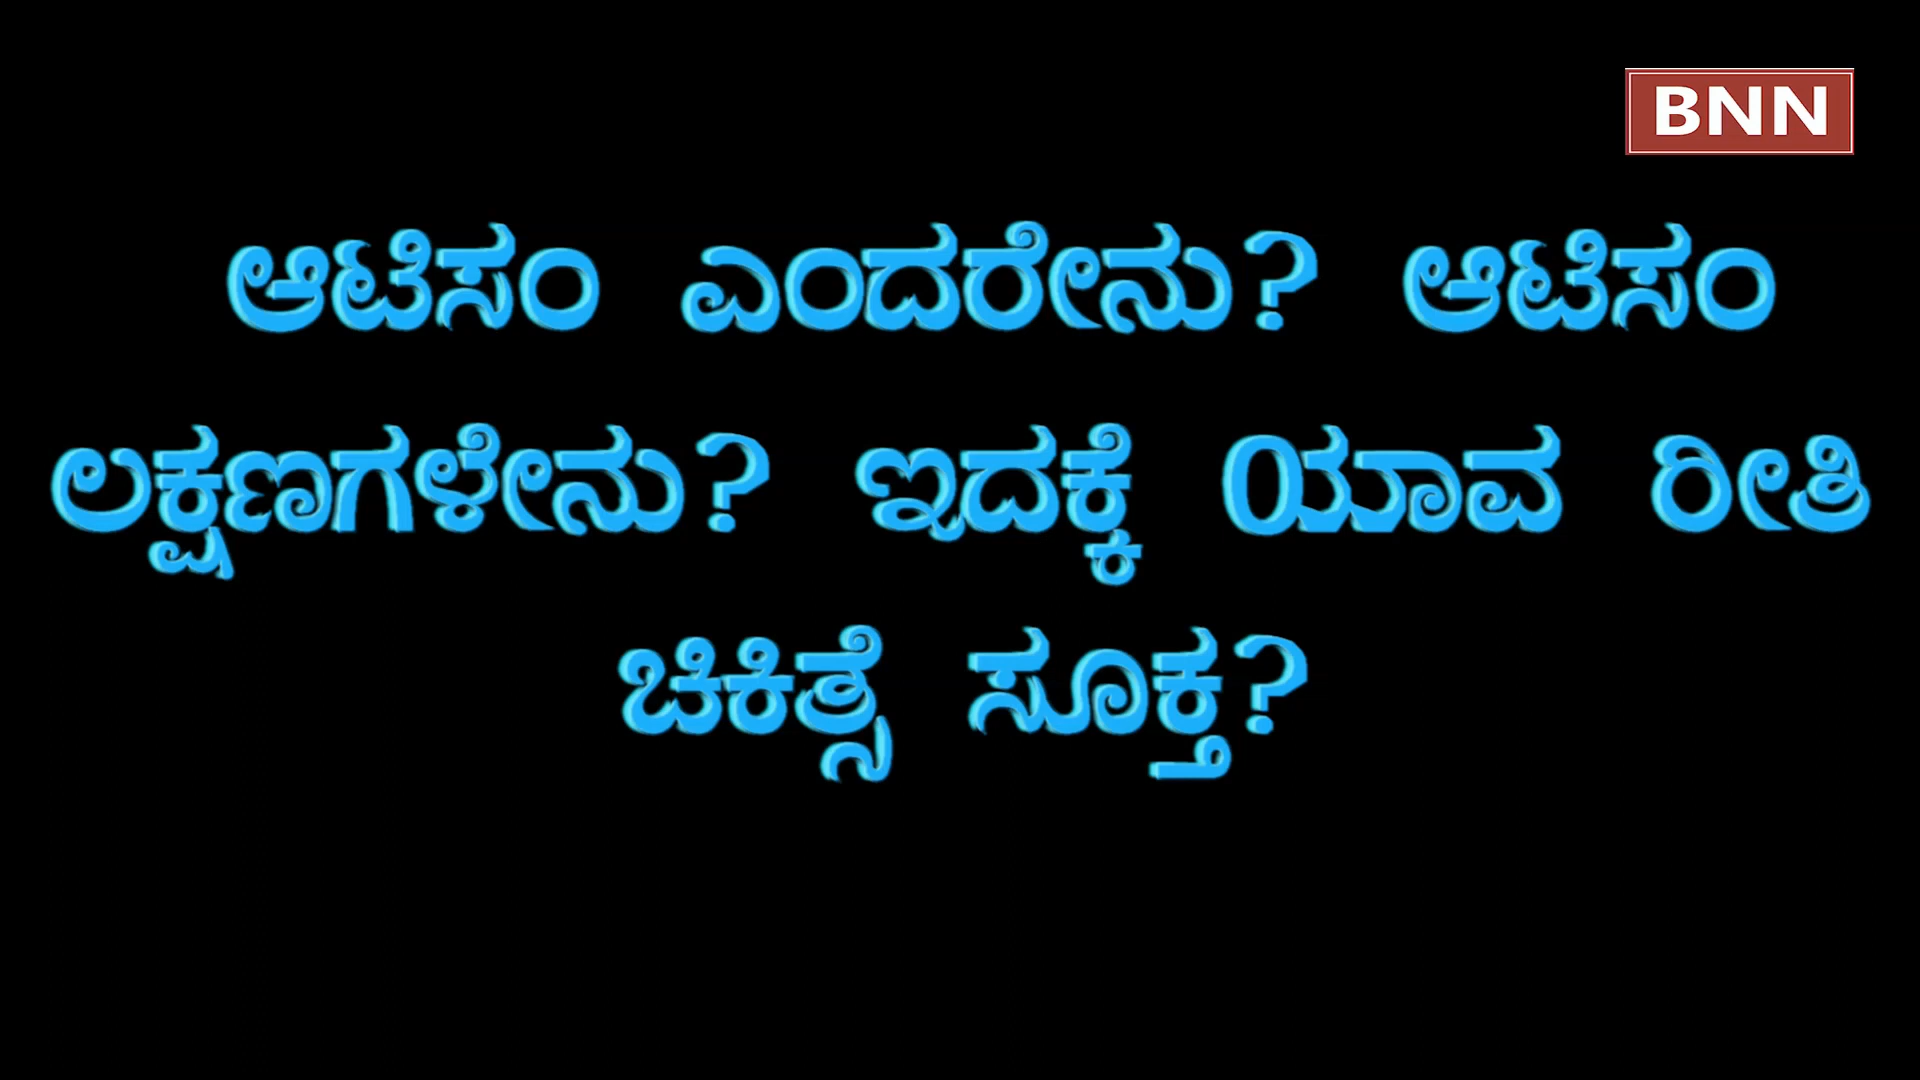 BNN
ಆಟಿಸಂ ಎಂದರೇನು? ಆಟಿಸಂ
ಲಕ್ಷಣಗಳೇನು? ಇದಕ್ಕೆ ಯಾವ ರೀತಿ
ಚಿಕಿತ್ಸೆ ಸೂಕ್ತ?